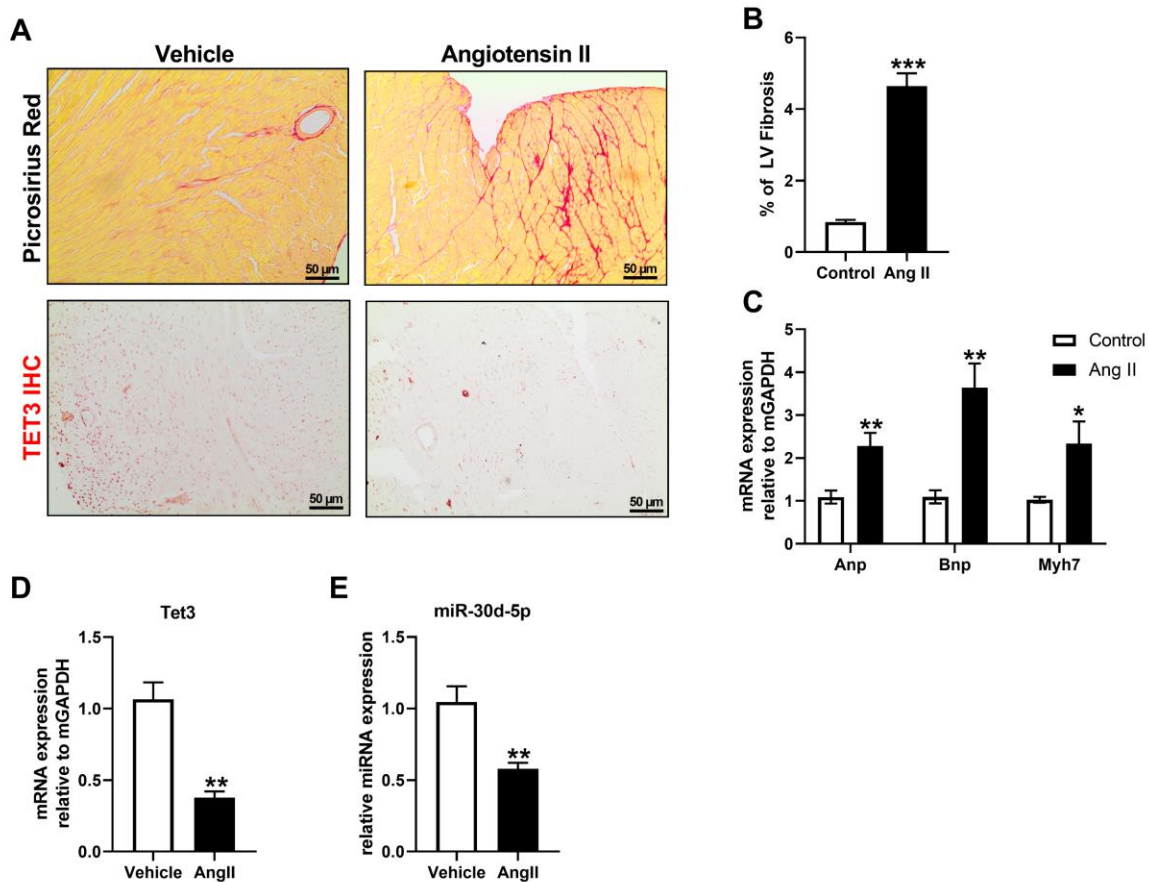 A
Vehicle
Angiotensin II
Picrosirius Red
50 µm
50 µm
TET3 IHC
50 µm
50 µm
B
% of LV Fibrosis
6
4
2
0
***
Control
Ang II
C
mRNA expression
relative to mGAPDH
5
4
3
2
1
0
**
**
*
Control
Ang II
Anp
Bnp
Myh7
D
Tet3
mRNA expression
relative to mGAPDH
1.5
1.0
0.5
0.0
**
Vehicle
AngII
E
miR-30d-5p
relative miRNA expression
1.5
1.0
0.5
0.0
**
Vehicle
AngII